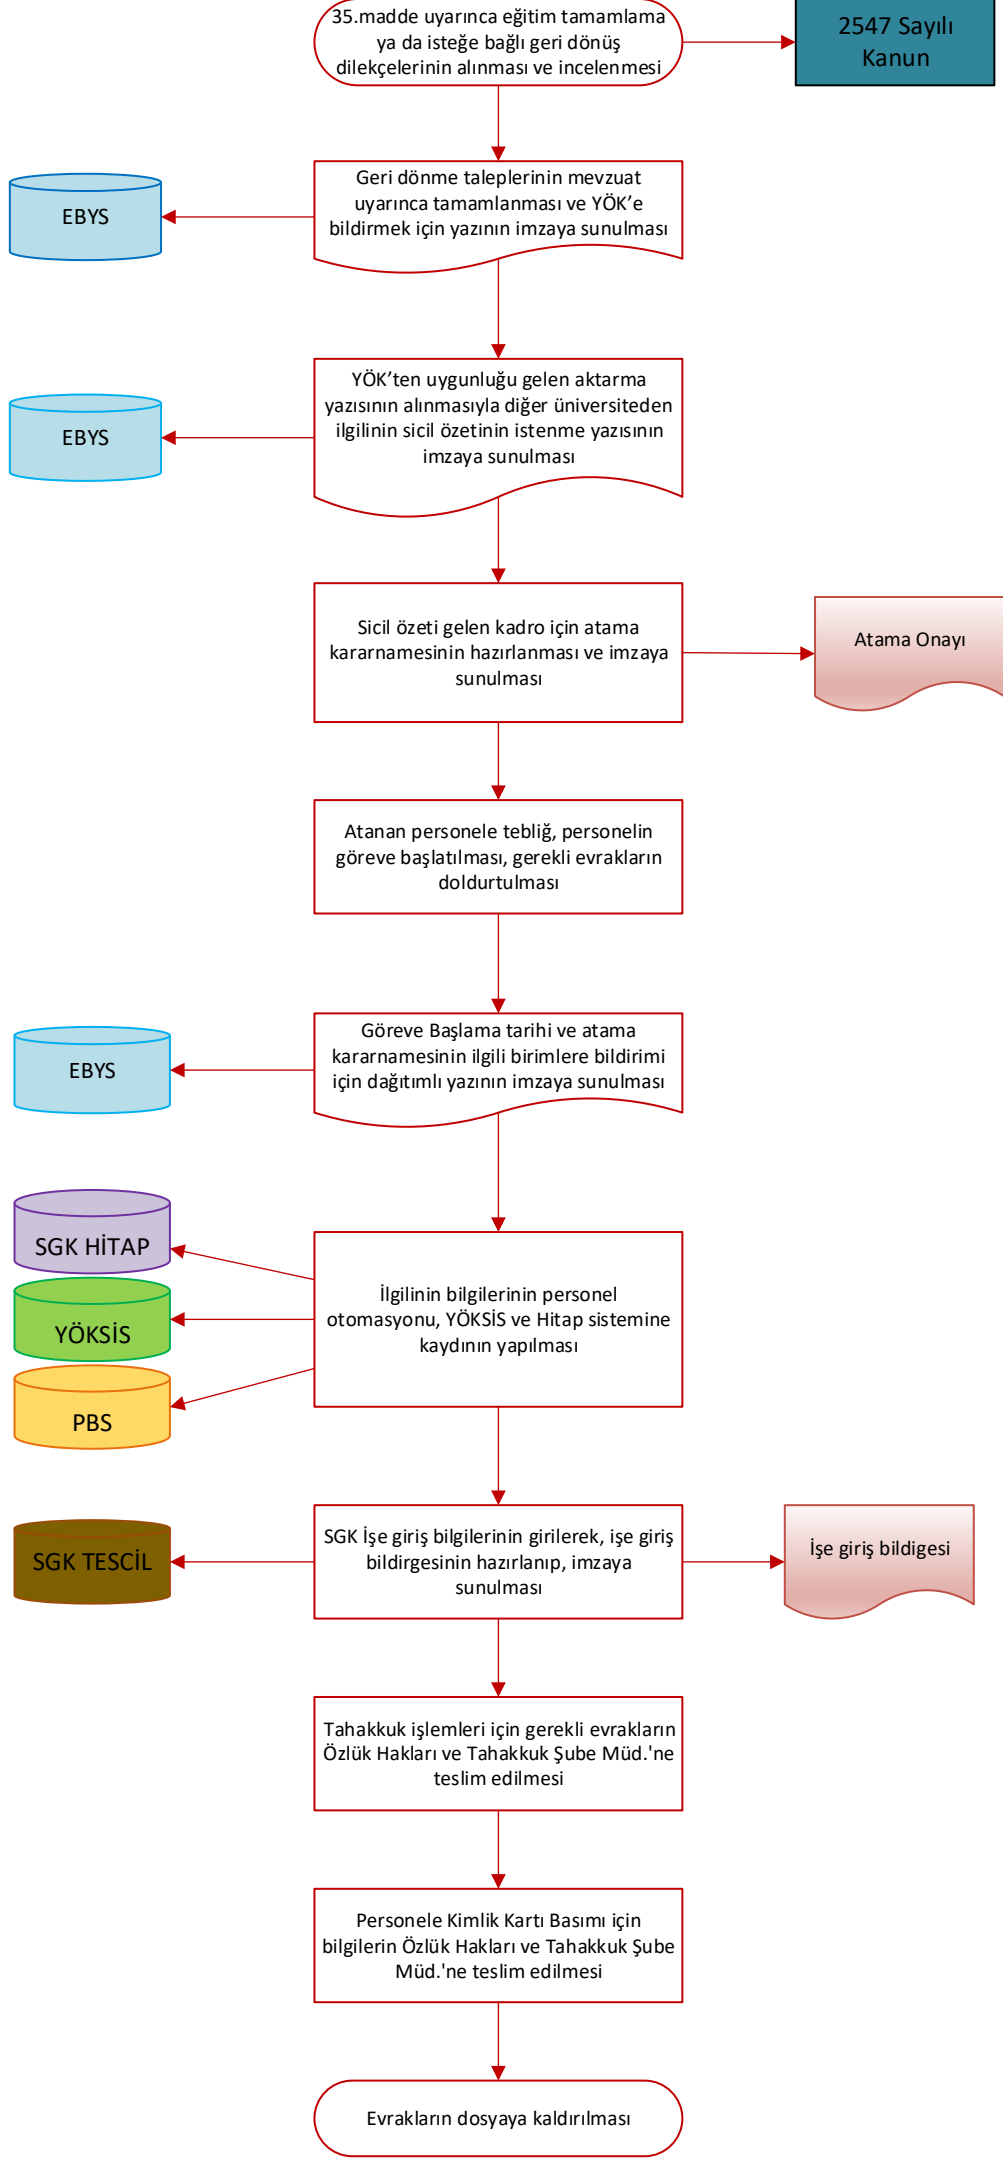 35.madde uyarınca eğitim tamamlama
ya da isteğe bağlı geri dönüş
dilekçelerinin alınması ve incelenmesi
2547 Sayılı
Kanun
Geri dönme taleplerinin mevzuat
uyarınca tamamlanması ve YÖK’e
bildirmek için yazının imzaya sunulması
EBYS
YÖK’ten uygunluğu gelen aktarma
yazısının alınmasıyla diğer üniversiteden
ilgilinin sicil özetinin istenme yazısının
imzaya sunulması
EBYS
Sicil özeti gelen kadro için atama
kararnamesinin hazırlanması ve imzaya
sunulması
Atama Onayı
Atanan personele tebliğ, personelin
göreve başlatılması, gerekli evrakların
doldurtulması
Göreve Başlama tarihi ve atama
kararnamesinin ilgili birimlere bildirimi
için dağıtımlı yazının imzaya sunulması
EBYS
SGK HİTAP
YÖKSİS
PBS
İlgilinin bilgilerinin personel
otomasyonu, YÖKSİS ve Hitap sistemine
kaydının yapılması
SGK TESCİL
SGK İşe giriş bilgilerinin girilerek, işe giriş
bildirgesinin hazırlanıp, imzaya
sunulması
İşe giriş bildigesi
Tahakkuk işlemleri için gerekli evrakların
Özlük Hakları ve Tahakkuk Şube Müd.'ne
teslim edilmesi
Personele Kimlik Kartı Basımı için
bilgilerin Özlük Hakları ve Tahakkuk Şube
Müd.'ne teslim edilmesi
Evrakların dosyaya kaldırılması